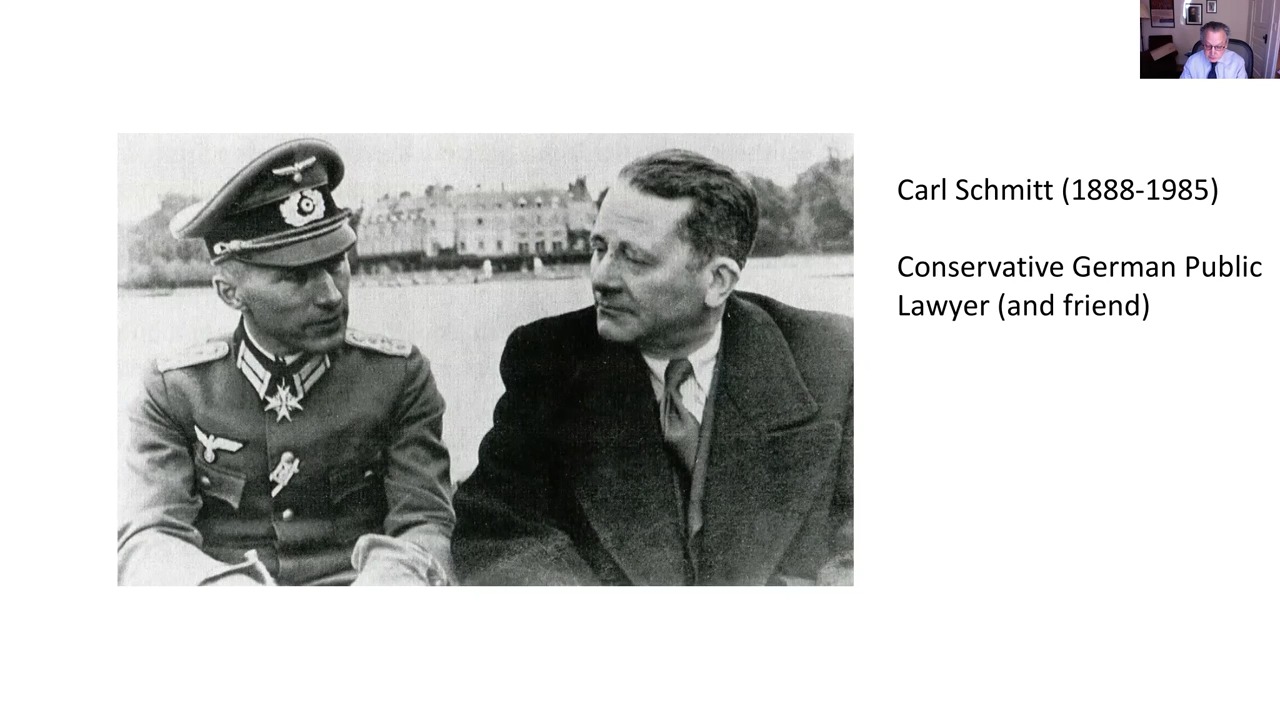 Carl Schmitt (1888-1985)
Conservative German Public
Lawyer (and friend)